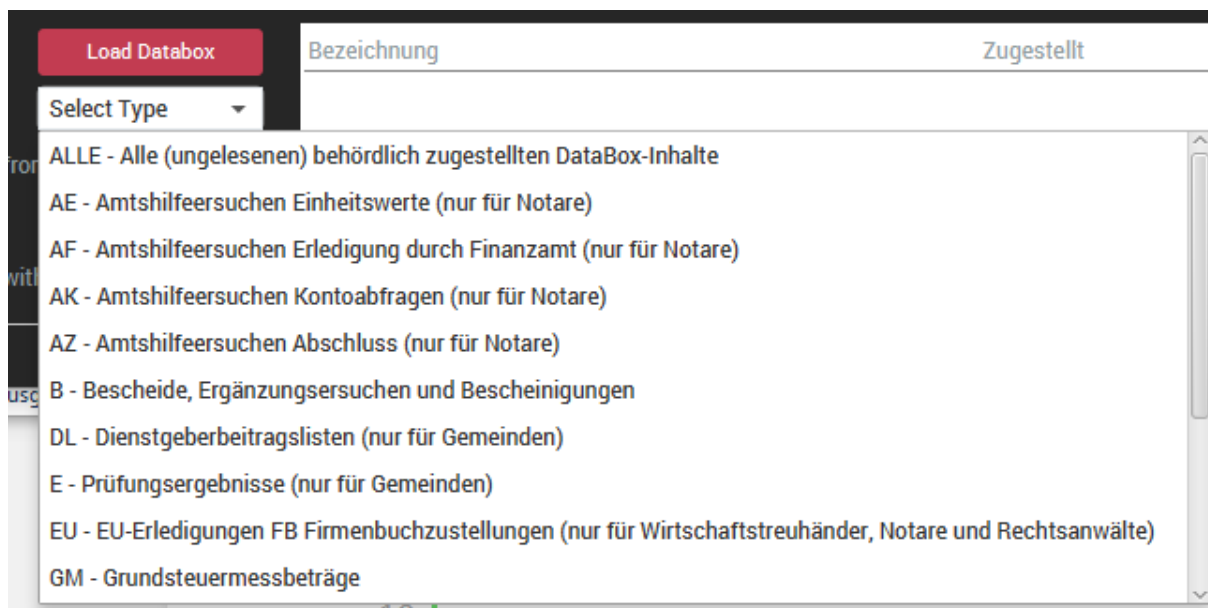 Load Databox
Bezeichnung
Zugestellt
Select Type
ALLE - Alle (ungelesenen) behördlich zugestellten DataBox-Inhalte
AE - Amtshilfeersuchen Einheitswerte (nur für Notare)
AF - Amtshilfeersuchen Erledigung durch Finanzamt (nur für Notare)
AK - Amtshilfeersuchen Kontoabfragen (nur für Notare)
AZ - Amtshilfeersuchen Abschluss (nur für Notare)
B - Bescheide, Ergänzungsersuchen und Bescheinigungen
DL - Dienstgeberbeitragslisten (nur für Gemeinden)
E - Prüfungsergebnisse (nur für Gemeinden)
EU - EU-Erledigungen FB Firmenbuchzustellungen (nur für Wirtschaftstreuhänder, Notare und Rechtsanwälte)
GM - Grundsteuermessbeträge